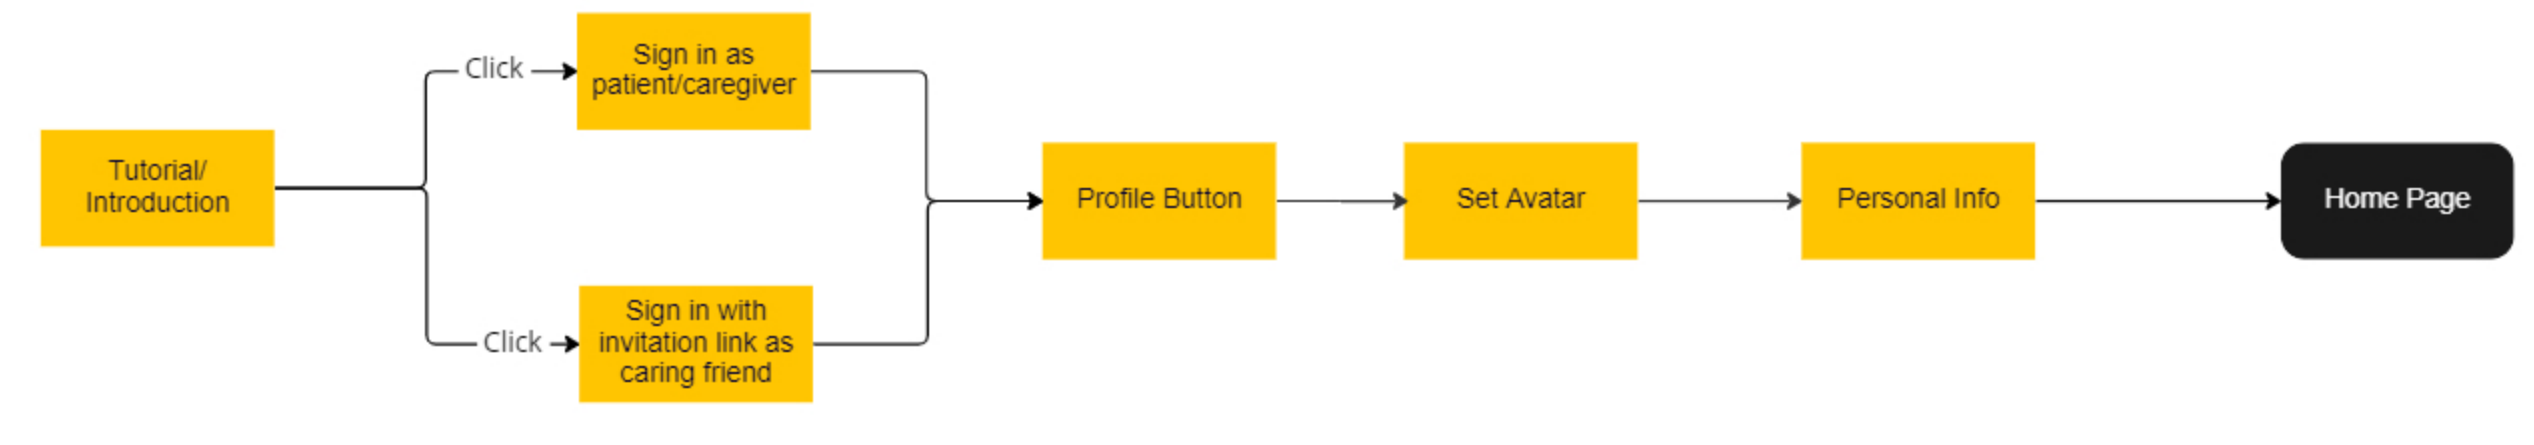 Click
Sign in as
patient/caregiver
Tutorial/
Introduction
Profile Button
Set Avatar
Personal Info
Home Page
Click
Sign in with
invitation link as
caring friend